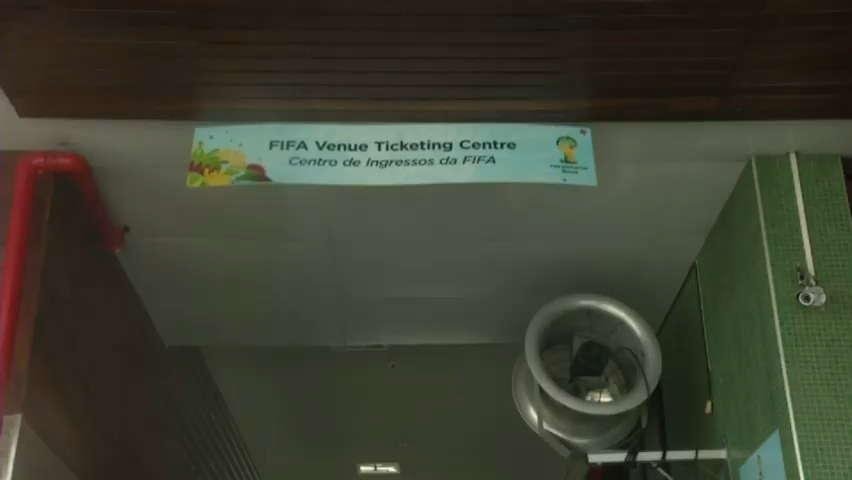 FIFA Venue Ticketing Centre
Centro de Ingressos da FIFA